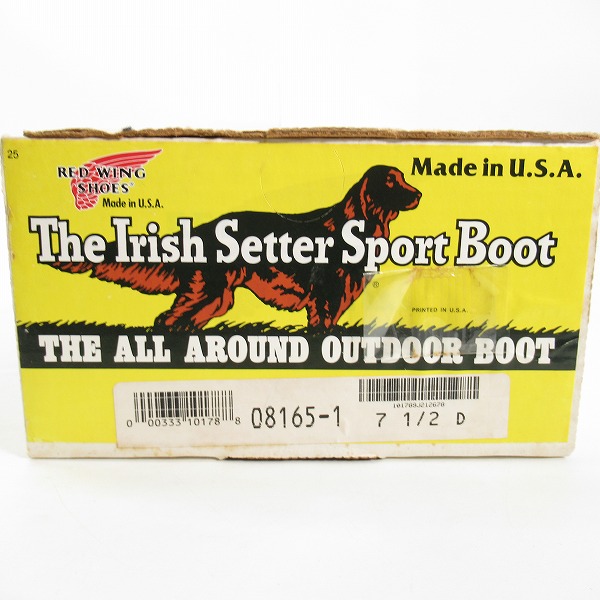 25
RED WING
SHOES®
Made in U.S.A.
Made in U.S.A.
The Irish Setter Sport Boot
®
PRINTED IN U.S.A.
THE ALL AROUND OUTDOOR BOOT
0 00333 10178 8
08165-1
101789J212678
7 1/2 D